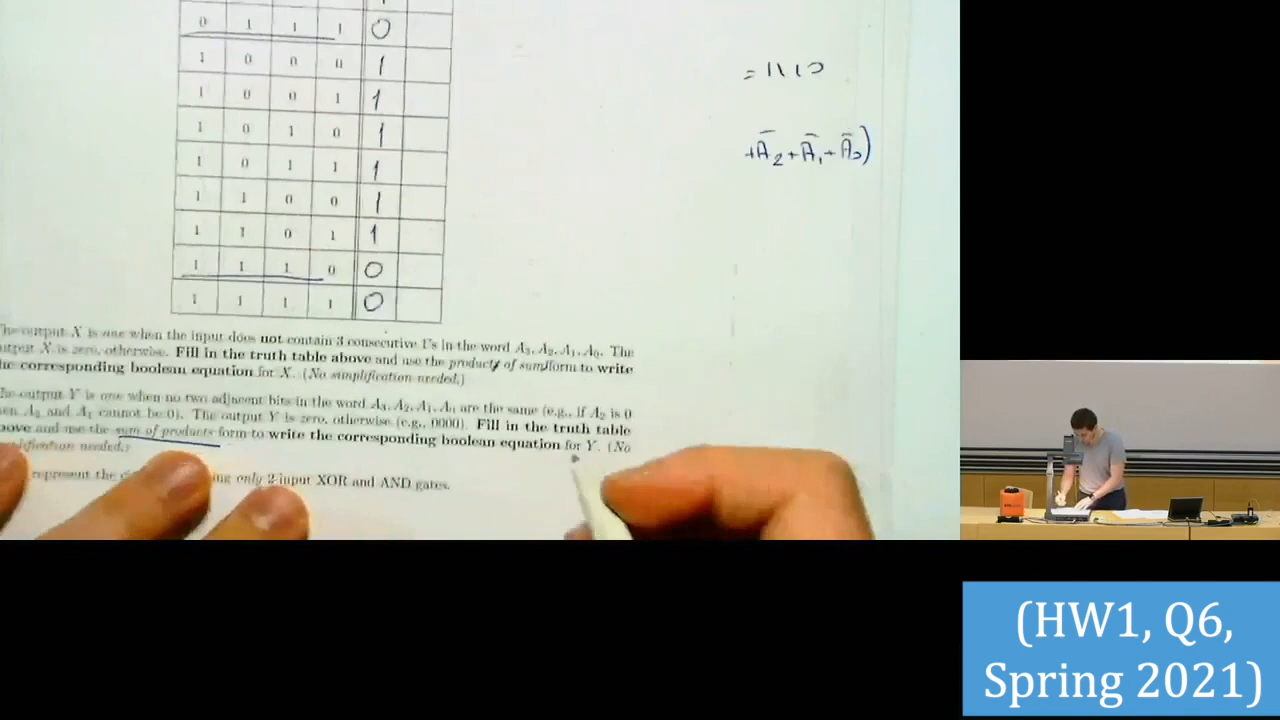 0 1 1 1 0
1 0 0 0 1
1 0 0 1 1
1 0 1 0 1
1 0 1 1 1
1 1 0 0 1
1 1 0 1 1
1 1 1 0 0
1 1 1 1 0
= 1110
+Ā₂+Ā₁+Ā₀)
output X is one when the input does not contain 3 consecutive 1's in the word A₃, A₂, A₁, A₀. The
output X is zero, otherwise. Fill in the truth table above and use the product of sum form to write
the corresponding boolean equation for X. (No simplification needed.)
The output Y is one when no two adjacent bits in the word A₃, A₂, A₁, A₀ are the same (e.g., if A₂ is 0
A₃ and A₁ cannot be 0). The output Y is zero, otherwise (e.g., 0000). Fill in the truth table
above and use the sum of products form to write the corresponding boolean equation for Y. (No
needed.)
represent the only 2-input XOR and AND gates.
(HW1, Q6,
Spring 2021)